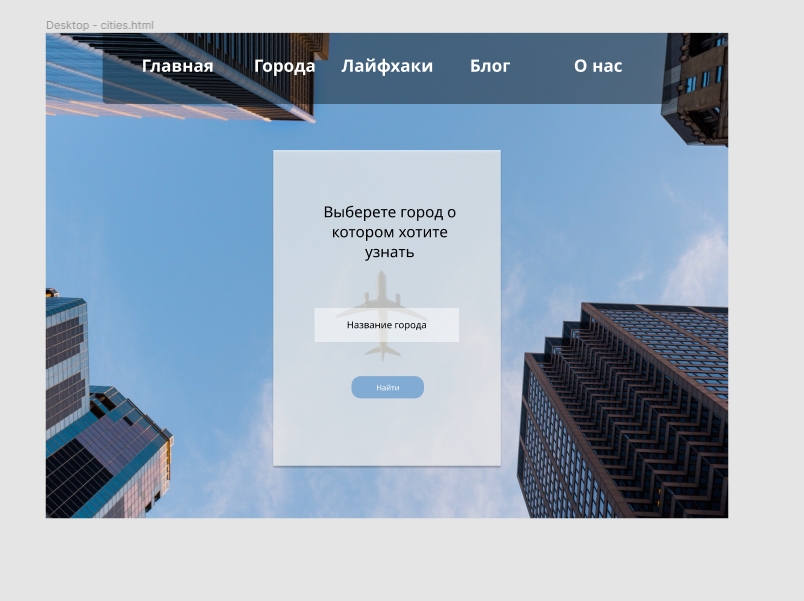 Desktop - cities.html
Главная Города Лайфхаки Блог О нас
Выберете город о
котором хотите
узнать
Название города
Найти